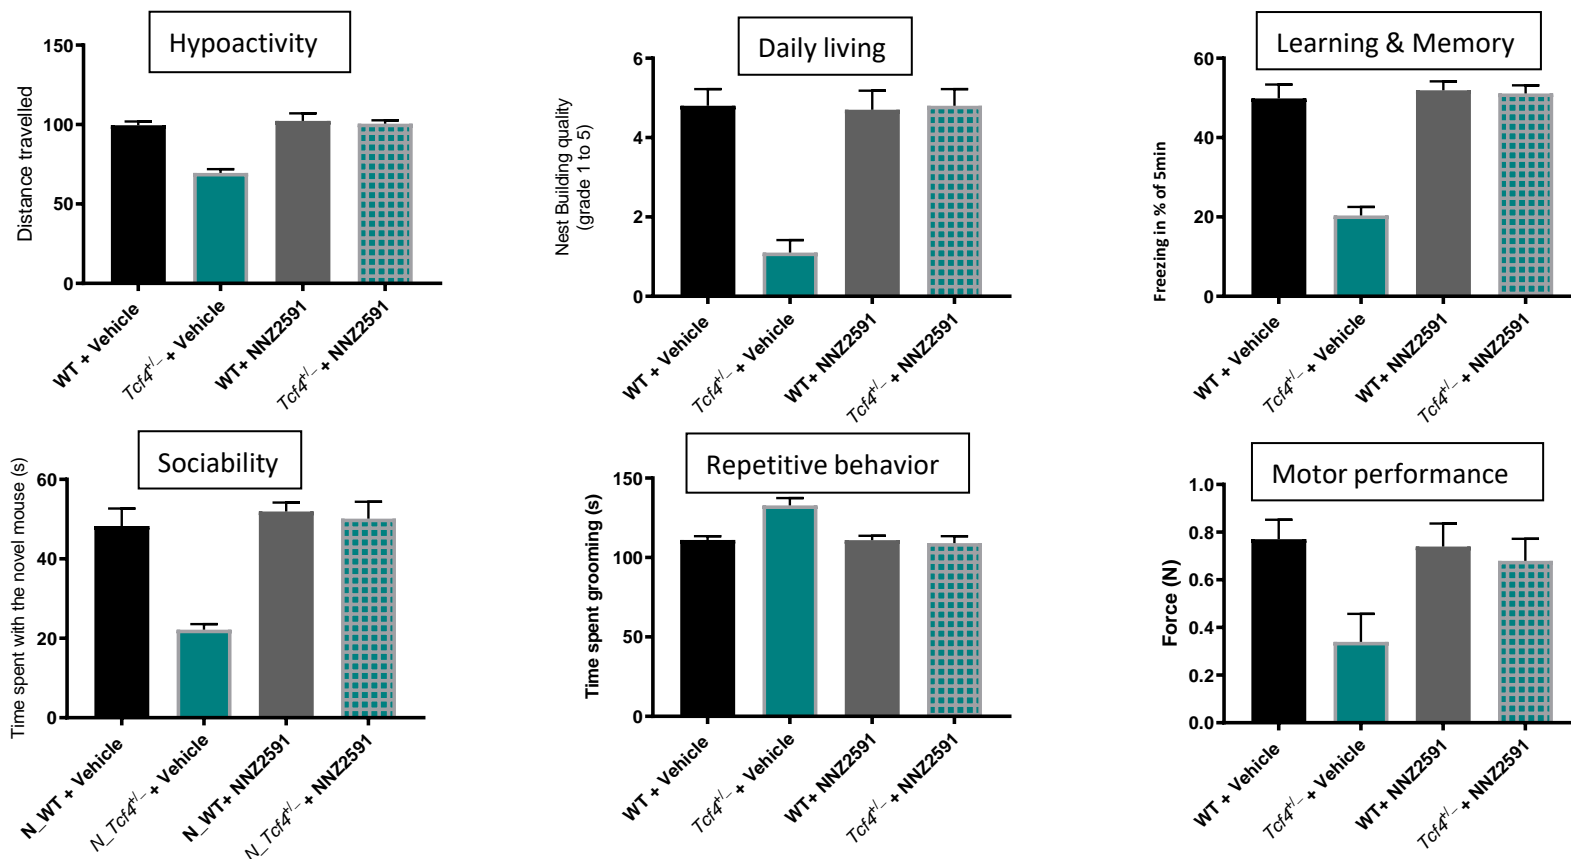 Hypoactivity
Distance travelled
150
100
50
0
WT + Vehicle
Tcf4+/_ + Vehicle
WT+ NNZ2591
Tcf4+/_ + NNZ2591
Daily living
Nest Building quality
(grade 1 to 5)
6
4
2
0
WT + Vehicle
Tcf4+/_ + Vehicle
WT+ NNZ2591
Tcf4+/_ + NNZ2591
Learning & Memory
Freezing in % of 5min
60
40
20
0
WT + Vehicle
Tcf4+/_ + Vehicle
WT+ NNZ2591
Tcf4+/_ + NNZ2591
Sociability
Time spent with the novel mouse (s)
60
40
20
0
N_WT + Vehicle
N_Tcf4+/_ + Vehicle
N_WT+ NNZ2591
N_Tcf4+/_ + NNZ2591
Repetitive behavior
Time spent grooming (s)
150
100
50
0
WT + Vehicle
Tcf4+/_ + Vehicle
WT+ NNZ2591
Tcf4+/_ + NNZ2591
Motor performance
Force (N)
1.0
0.8
0.6
0.4
0.2
0.0
WT + Vehicle
Tcf4+/_ + Vehicle
WT+ NNZ2591
Tcf4+/_ + NNZ2591